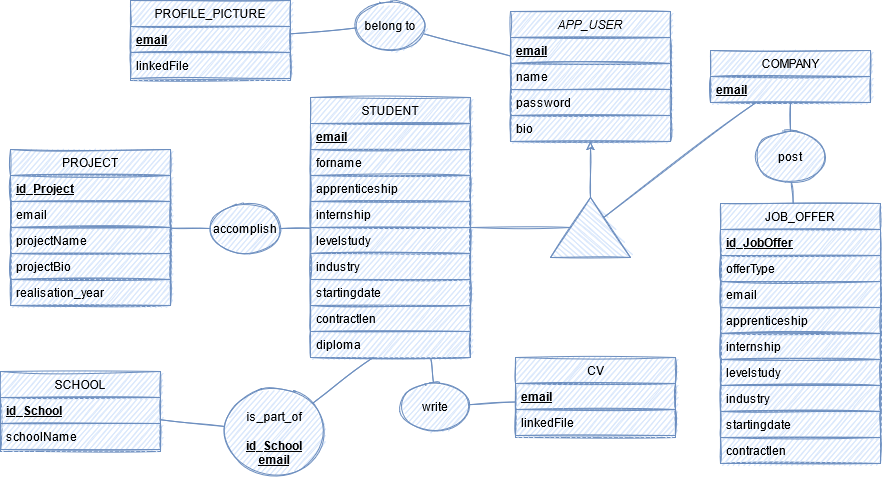 PROFILE_PICTURE
email
linkedFile
belong to
APP_USER
email
name
password
bio
COMPANY
email
post
STUDENT
email
forname
apprenticeship
internship
levelstudy
industry
startingdate
contractlen
diploma
PROJECT
id_Project
email
projectName
projectBio
realisation_year
accomplish
JOB_OFFER
id_JobOffer
offerType
email
apprenticeship
internship
levelstudy
industry
startingdate
contractlen
SCHOOL
id_School
schoolName
is_part_of
id_School
email
write
CV
email
linkedFile